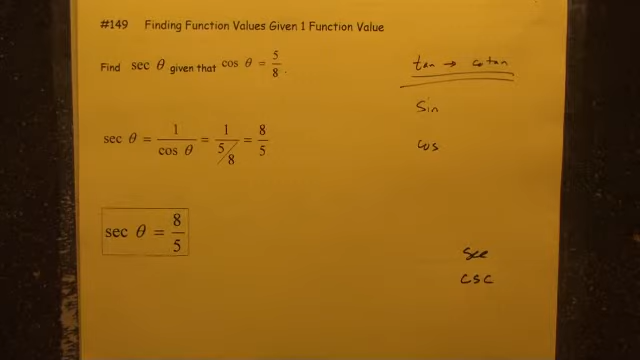 #149 Finding Function Values Given 1 Function Value
Find sec θ given that cos θ = 5/8.
tan → cotan
sin
sec θ = 1/cos θ = 1/(5/8) = 8/5
cos
sec θ = 8/5
sec
csc